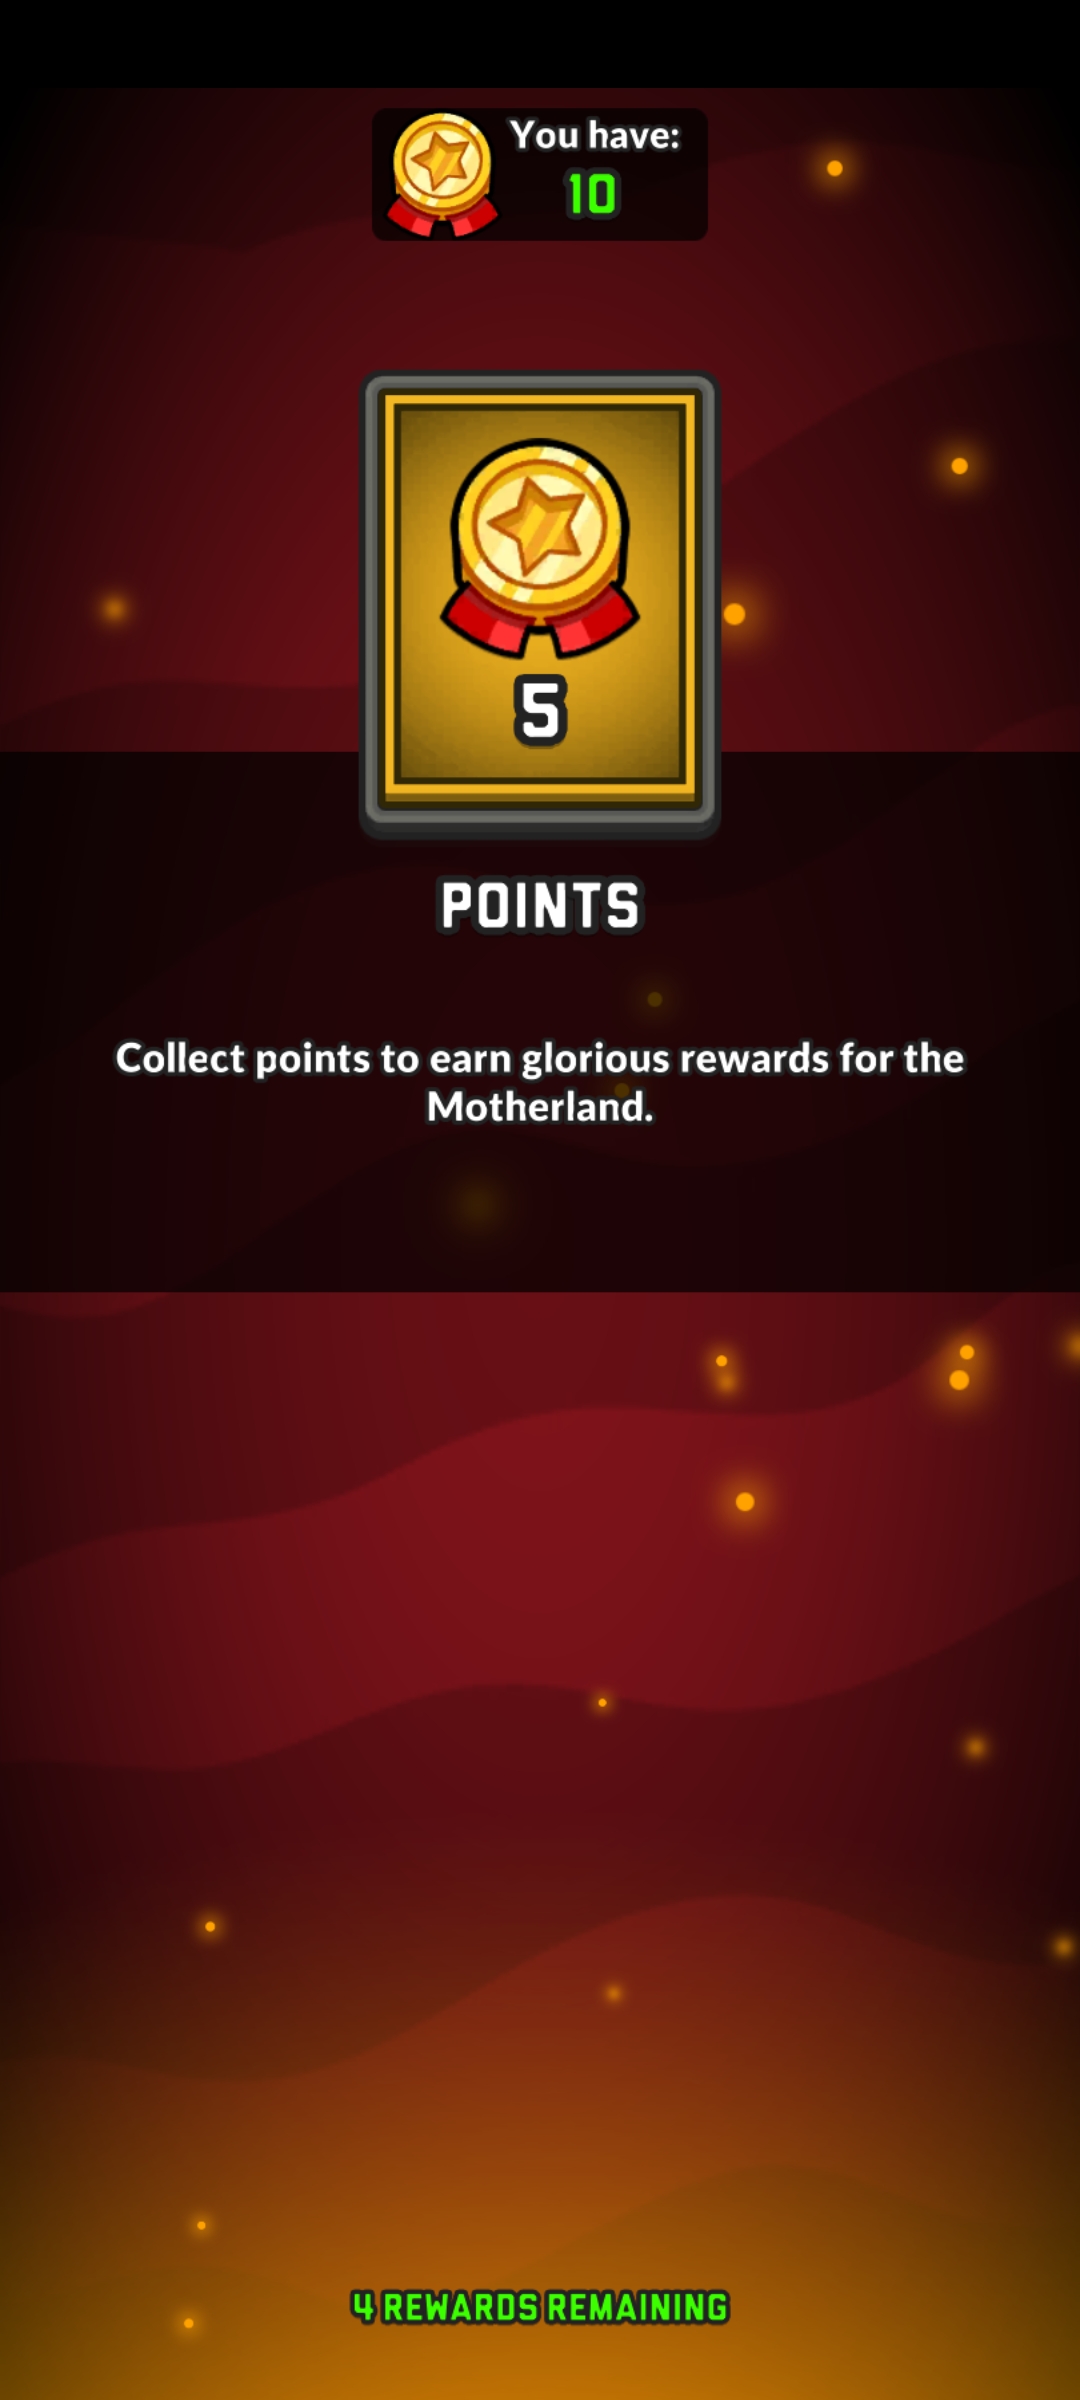 You have:
10
5
POINTS
Collect points to earn glorious rewards for the
Motherland.
4 REWARDS REMAINING